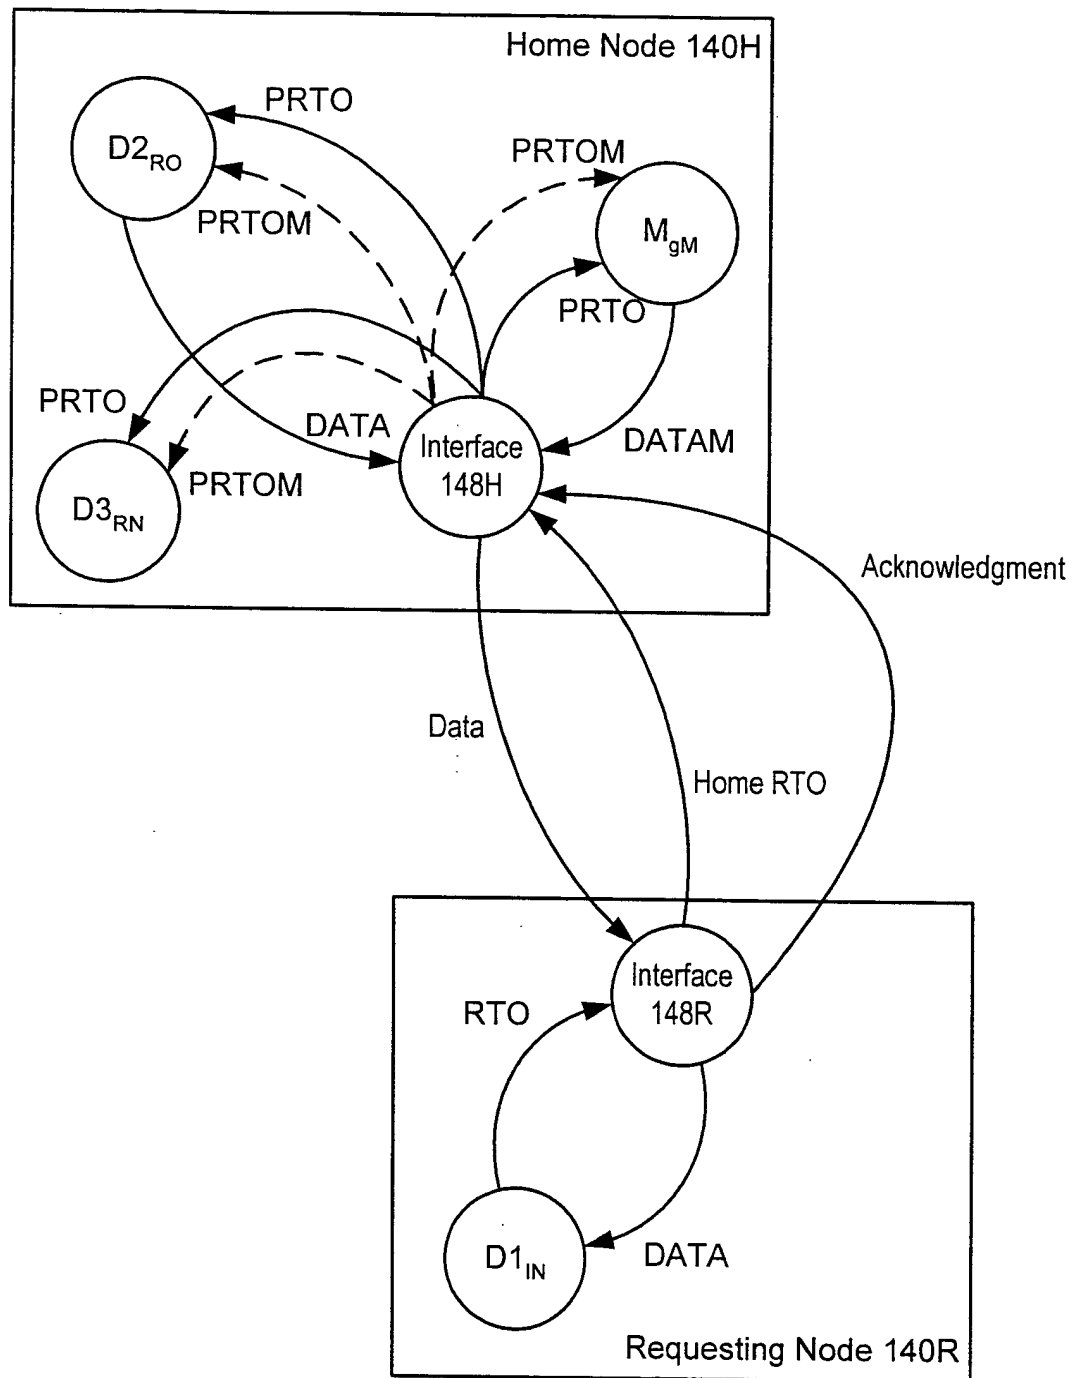 Home Node 140H
PRTO
D2RO
PRTOM
PRTOM
MgM
PRTO
PRTO
DATA
Interface
148H
DATAM
PRTOM
D3RN
Acknowledgment
Data
Home RTO
Interface
148R
RTO
D1IN
DATA
Requesting Node 140R